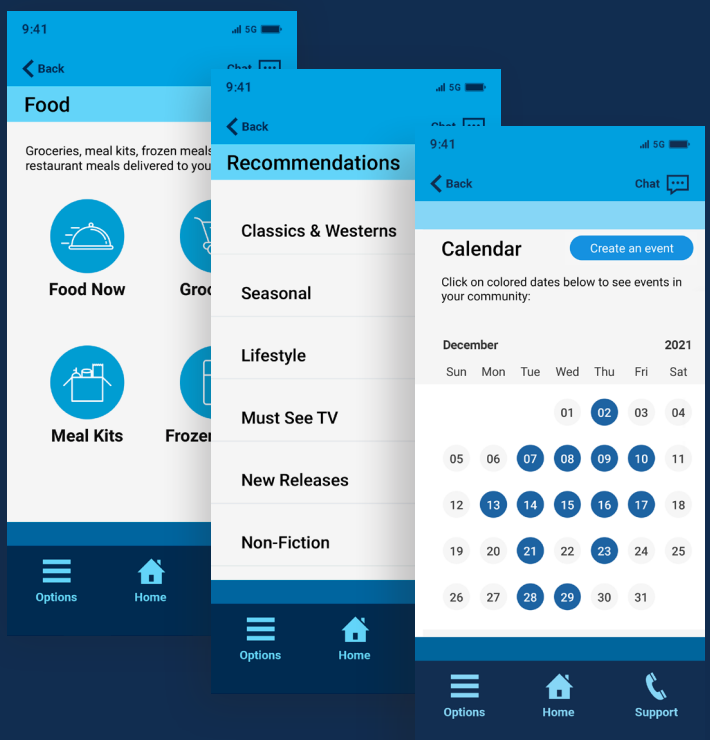 9:41
5G
Back
Food
Groceries, meal kits, frozen meals
restaurant meals delivered to you
Food Now
Meal Kits
Options
Home
9:41
5G
Back
Recommendations
Classics & Westerns
Seasonal
Lifestyle
Must See TV
New Releases
Non-Fiction
Options
Home
9:41
5G
Back
Chat
Calendar
Create an event
Click on colored dates below to see events in
your community:
December 2021
Sun Mon Tue Wed Thu Fri Sat
01 02 03 04
05 06 07 08 09 10 11
12 13 14 15 16 17 18
19 20 21 22 23 24 25
26 27 28 29 30 31
Options
Home
Support